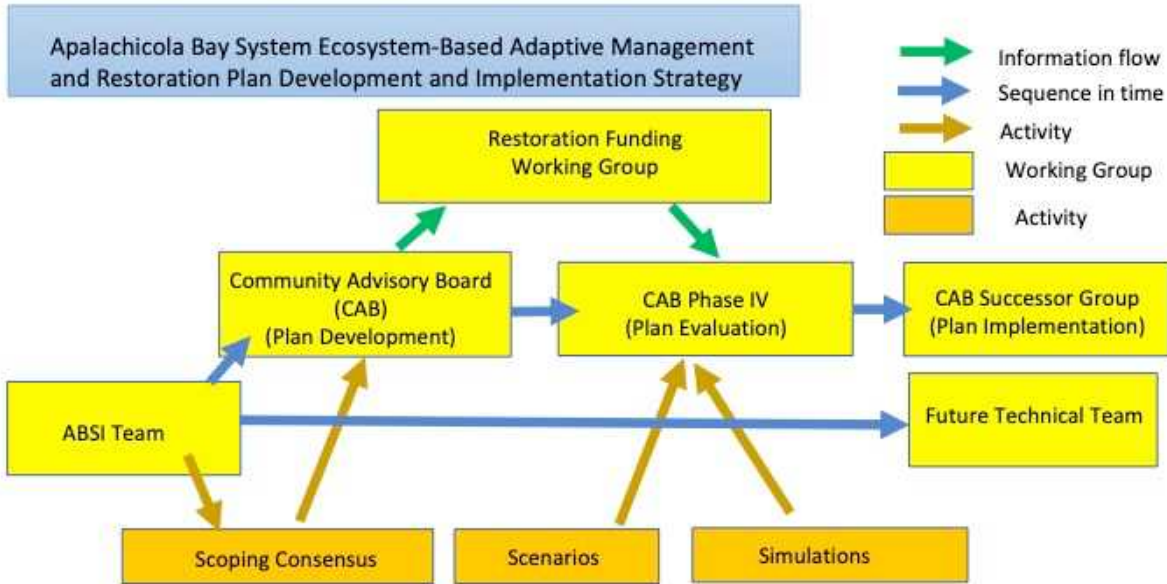 Apalachicola Bay System Ecosystem-Based Adaptive Management
and Restoration Plan Development and Implementation Strategy
Information flow
Sequence in time
Activity
Working Group
Activity
Restoration Funding
Working Group
Community Advisory Board
(CAB)
(Plan Development)
CAB Phase IV
(Plan Evaluation)
CAB Successor Group
(Plan Implementation)
ABSI Team
Future Technical Team
Scoping Consensus
Scenarios
Simulations